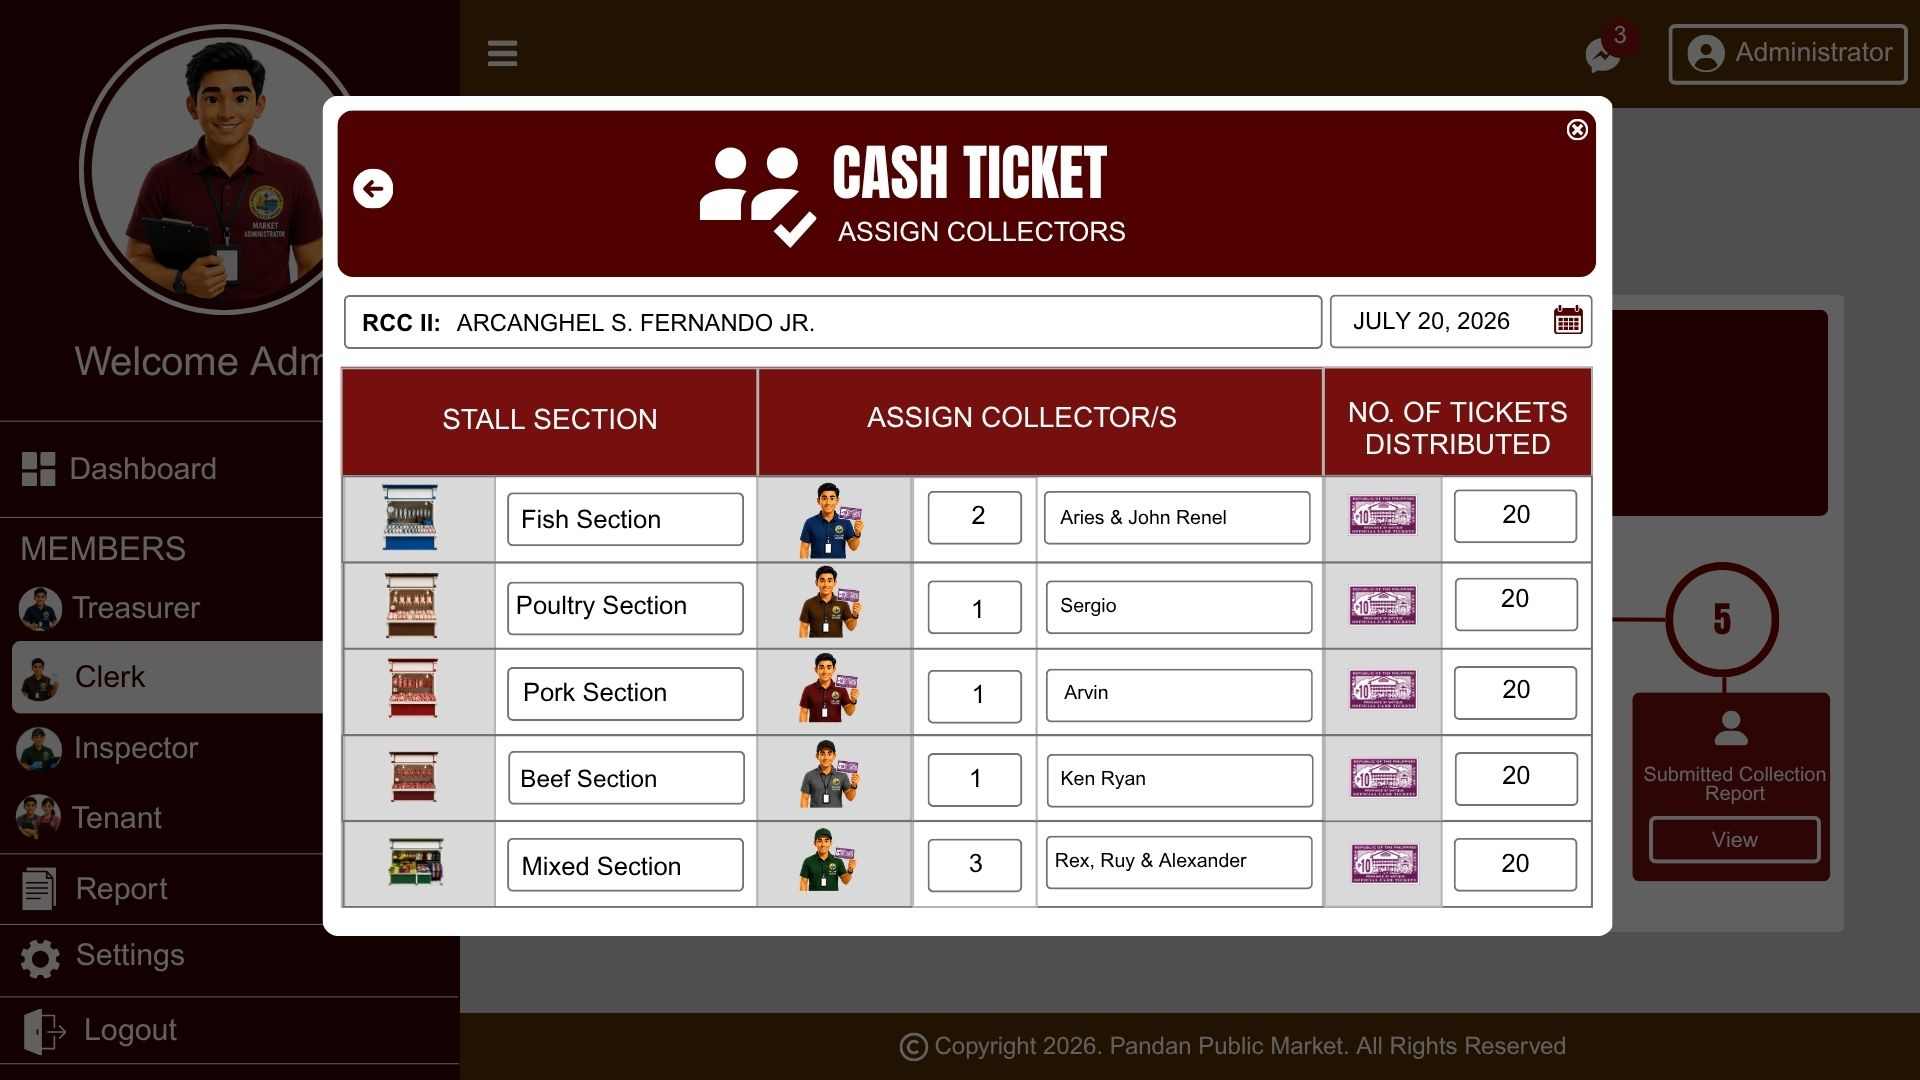 3
Administrator
MARKET
ADMINISTRATOR
Welcome Adm
Dashboard
MEMBERS
Treasurer
Clerk
Inspector
Tenant
Report
Settings
Logout
CASH TICKET
ASSIGN COLLECTORS
RCC II: ARCANGHEL S. FERNANDO JR.
JULY 20, 2026
STALL SECTION
ASSIGN COLLECTOR/S
NO. OF TICKETS
DISTRIBUTED
Fish Section
2
Aries & John Renel
20
Poultry Section
1
Sergio
20
Pork Section
1
Arvin
20
Beef Section
1
Ken Ryan
20
Mixed Section
3
Rex, Ruy & Alexander
20
5
Submitted Collection
Report
View
Copyright 2026. Pandan Public Market. All Rights Reserved